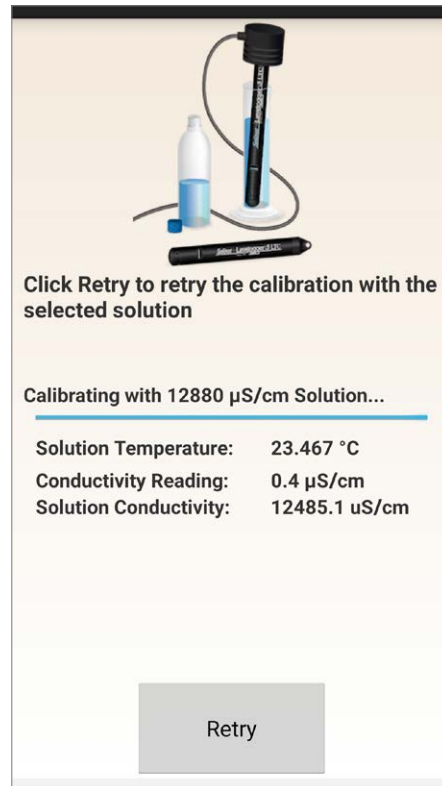 Click Retry to retry the calibration with the
selected solution
Calibrating with 12880 µS/cm Solution...
Solution Temperature: 23.467 °C
Conductivity Reading: 0.4 µS/cm
Solution Conductivity: 12485.1 uS/cm
Retry